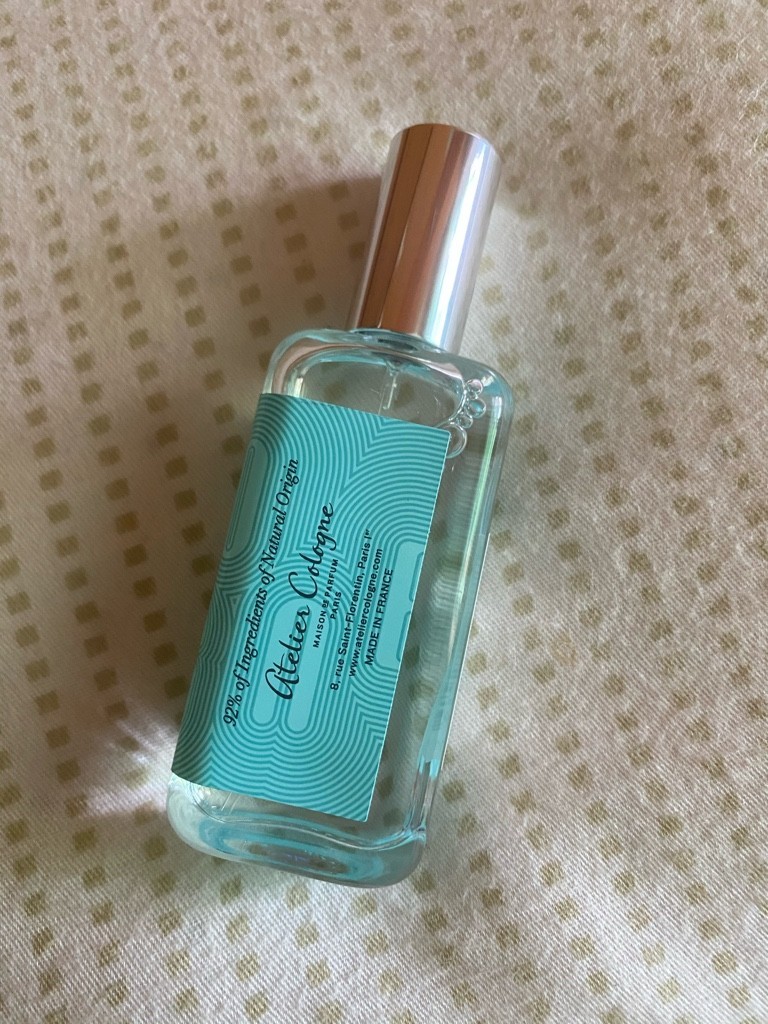 92% of Ingredients of Natural Origin
Atelier Cologne
MAISON DE PARFUM
PARIS
8, rue Saint-Florentin, Paris Iᵉʳ
www.ateliercologne.com
MADE IN FRANCE